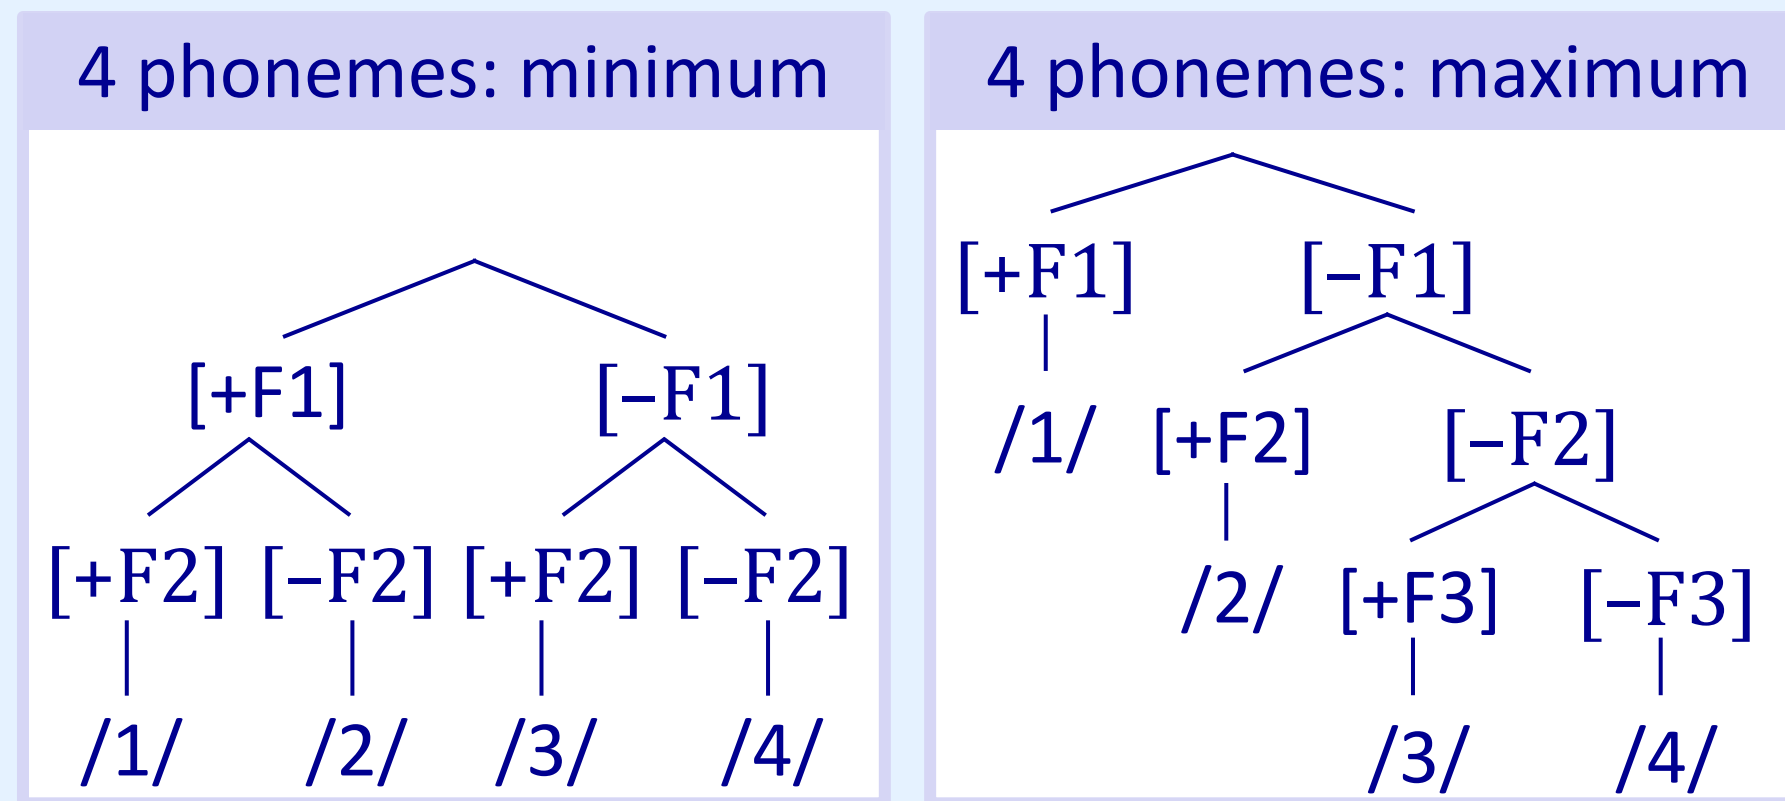 4 phonemes: minimum
[+F1] [–F1]
[+F2] [–F2] [+F2] [–F2]
/1/ /2/ /3/ /4/
4 phonemes: maximum
[+F1] [–F1]
/1/ [+F2] [–F2]
/2/ [+F3] [–F3]
/3/ /4/